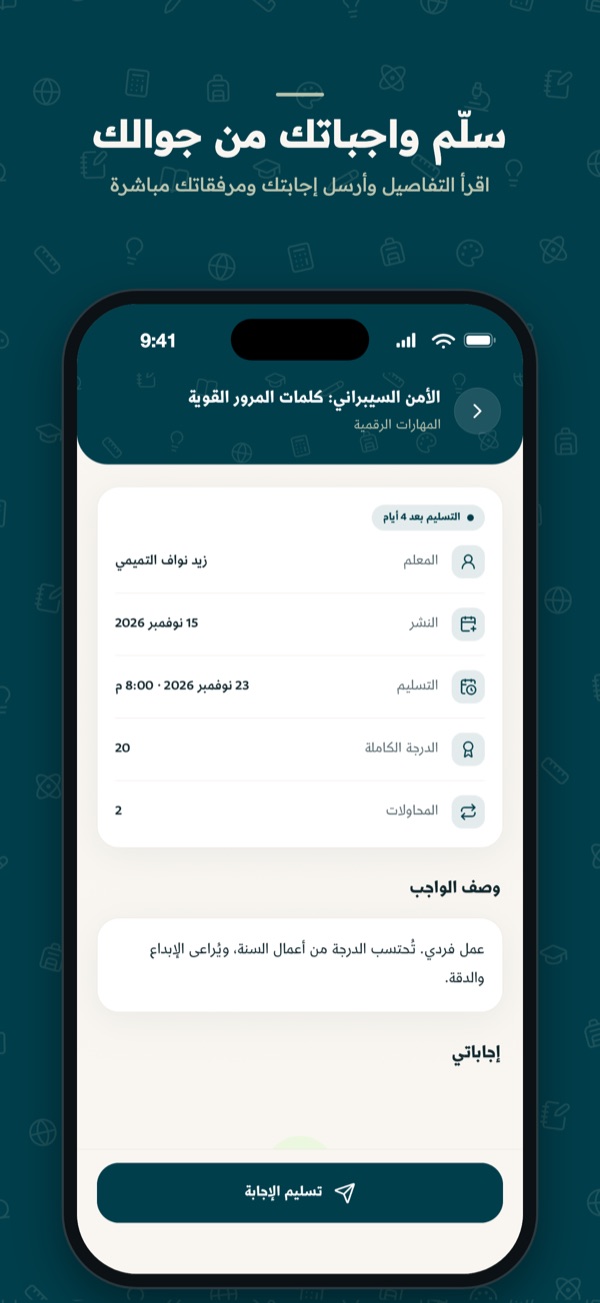 سلّم واجباتك من جوالك
اقرأ التفاصيل وأرسل إجابتك ومرفقاتك مباشرة
9:41
الأمن السيبراني: كلمات المرور القوية
المهارات الرقمية
التسليم بعد 4 أيام
المعلم
زيد نواف التميمي
النشر
15 نوفمبر 2026
التسليم
23 نوفمبر 2026 · 8:00 م
الدرجة الكاملة
20
المحاولات
2
وصف الواجب
عمل فردي. تُحتسب الدرجة من أعمال السنة، ويُراعى الإبداع
والدقة.
إجاباتي
تسليم الإجابة